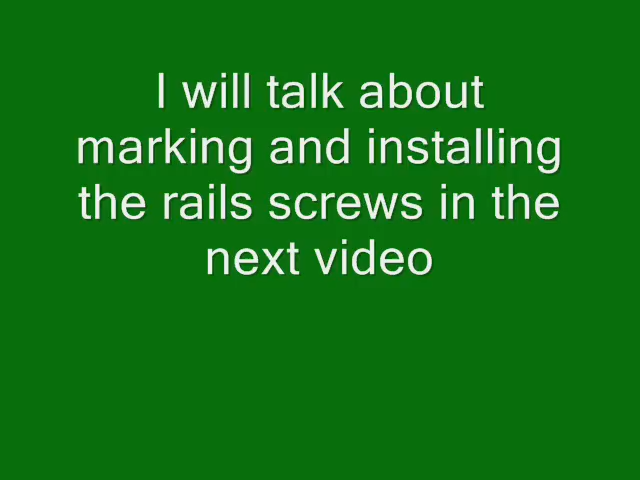 I will talk about
marking and installing
the rails screws in the
next video